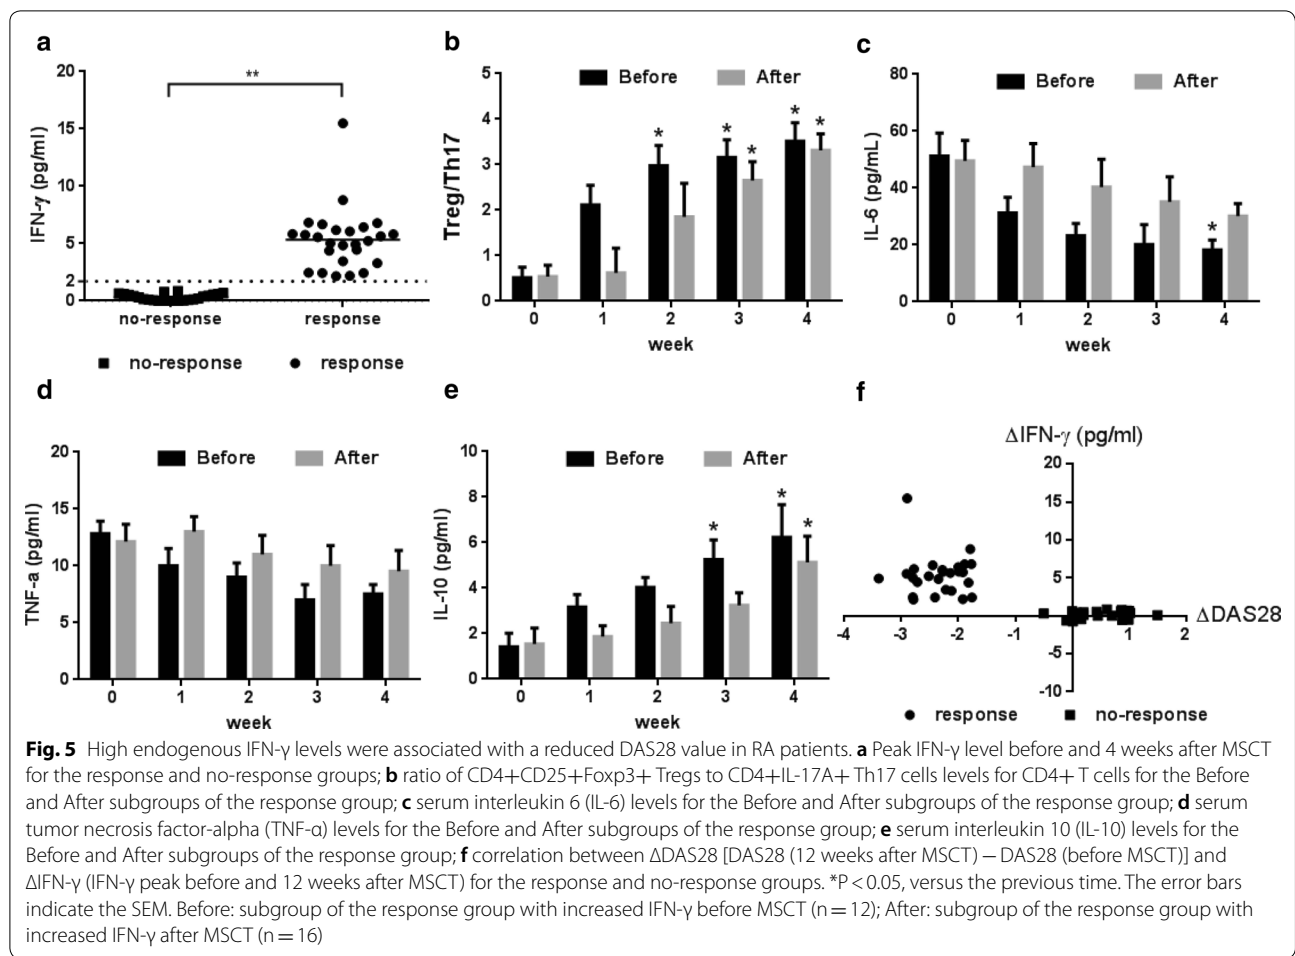 a
20
15
10
5
2
0
IFN-γ (pg/ml)
**
no-response
response
no-response
response
b
5
4
3
2
1
0
Treg/Th17
Before
After
*
*
*
*
*
0 1 2 3 4
week
c
80
60
40
20
0
IL-6 (pg/mL)
Before
After
*
0 1 2 3 4
week
d
20
15
10
5
0
TNF-a (pg/ml)
Before
After
0 1 2 3 4
week
e
10
8
6
4
2
0
IL-10 (pg/ml)
Before
After
*
*
*
0 1 2 3 4
week
f
ΔIFN-γ (pg/ml)
20
15
10
5
-5
-10
-4 -3 -2 -1 1 2
ΔDAS28
response
no-response
Fig. 5 High endogenous IFN-γ levels were associated with a reduced DAS28 value in RA patients. a Peak IFN-γ level before and 4 weeks after MSCT
for the response and no-response groups; b ratio of CD4+CD25+Foxp3+ Tregs to CD4+IL-17A+ Th17 cells levels for CD4+ T cells for the Before
and After subgroups of the response group; c serum interleukin 6 (IL-6) levels for the Before and After subgroups of the response group; d serum
tumor necrosis factor-alpha (TNF-α) levels for the Before and After subgroups of the response group; e serum interleukin 10 (IL-10) levels for the
Before and After subgroups of the response group; f correlation between ΔDAS28 [DAS28 (12 weeks after MSCT) − DAS28 (before MSCT)] and
ΔIFN-γ (IFN-γ peak before and 12 weeks after MSCT) for the response and no-response groups. *P < 0.05, versus the previous time. The error bars
indicate the SEM. Before: subgroup of the response group with increased IFN-γ before MSCT (n = 12); After: subgroup of the response group with
increased IFN-γ after MSCT (n = 16)